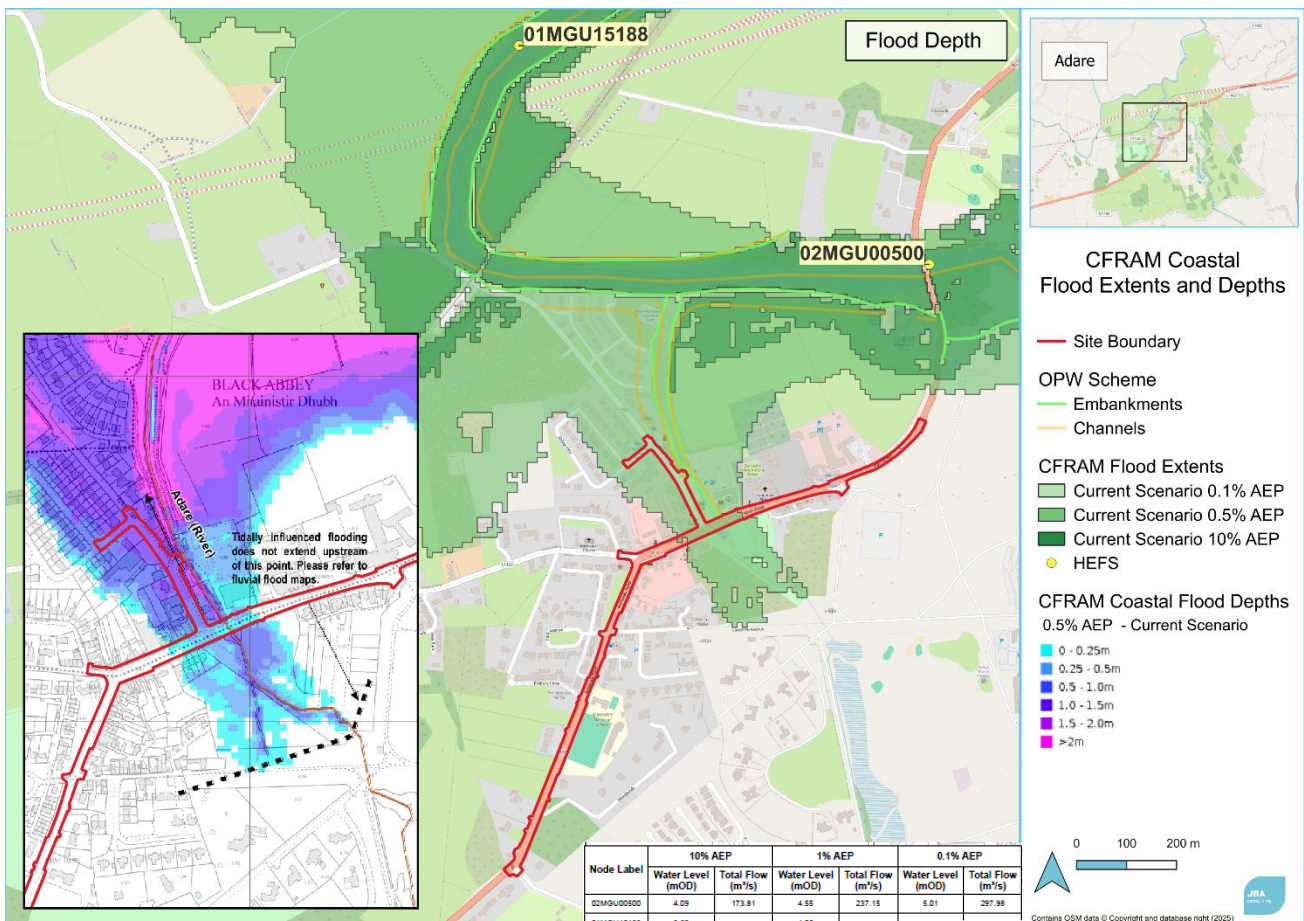 01MGU15188
Flood Depth
02MGU00500
BLACK ABBEY
An Mhainistir Dhubh
Adare (River)
Tidally influenced flooding
does not extend upstream
of this point. Please refer to
fluvial flood maps.
Node Label
10% AEP
1% AEP
0.1% AEP
Water Level (mOD)
Total Flow (m³/s)
Water Level (mOD)
Total Flow (m³/s)
Water Level (mOD)
Total Flow (m³/s)
02MGU00500 4.09 173.81 4.55 237.15 5.01 297.98
Adare
CFRAM Coastal
Flood Extents and Depths
Site Boundary
OPW Scheme
Embankments
Channels
CFRAM Flood Extents
Current Scenario 0.1% AEP
Current Scenario 0.5% AEP
Current Scenario 10% AEP
HEFS
CFRAM Coastal Flood Depths
0.5% AEP - Current Scenario
0 - 0.25m
0.25 - 0.5m
0.5 - 1.0m
1.0 - 1.5m
1.5 - 2.0m
>2m
0 100 200 m
JBA
Contains OSM data © Copyright and database right (2025)